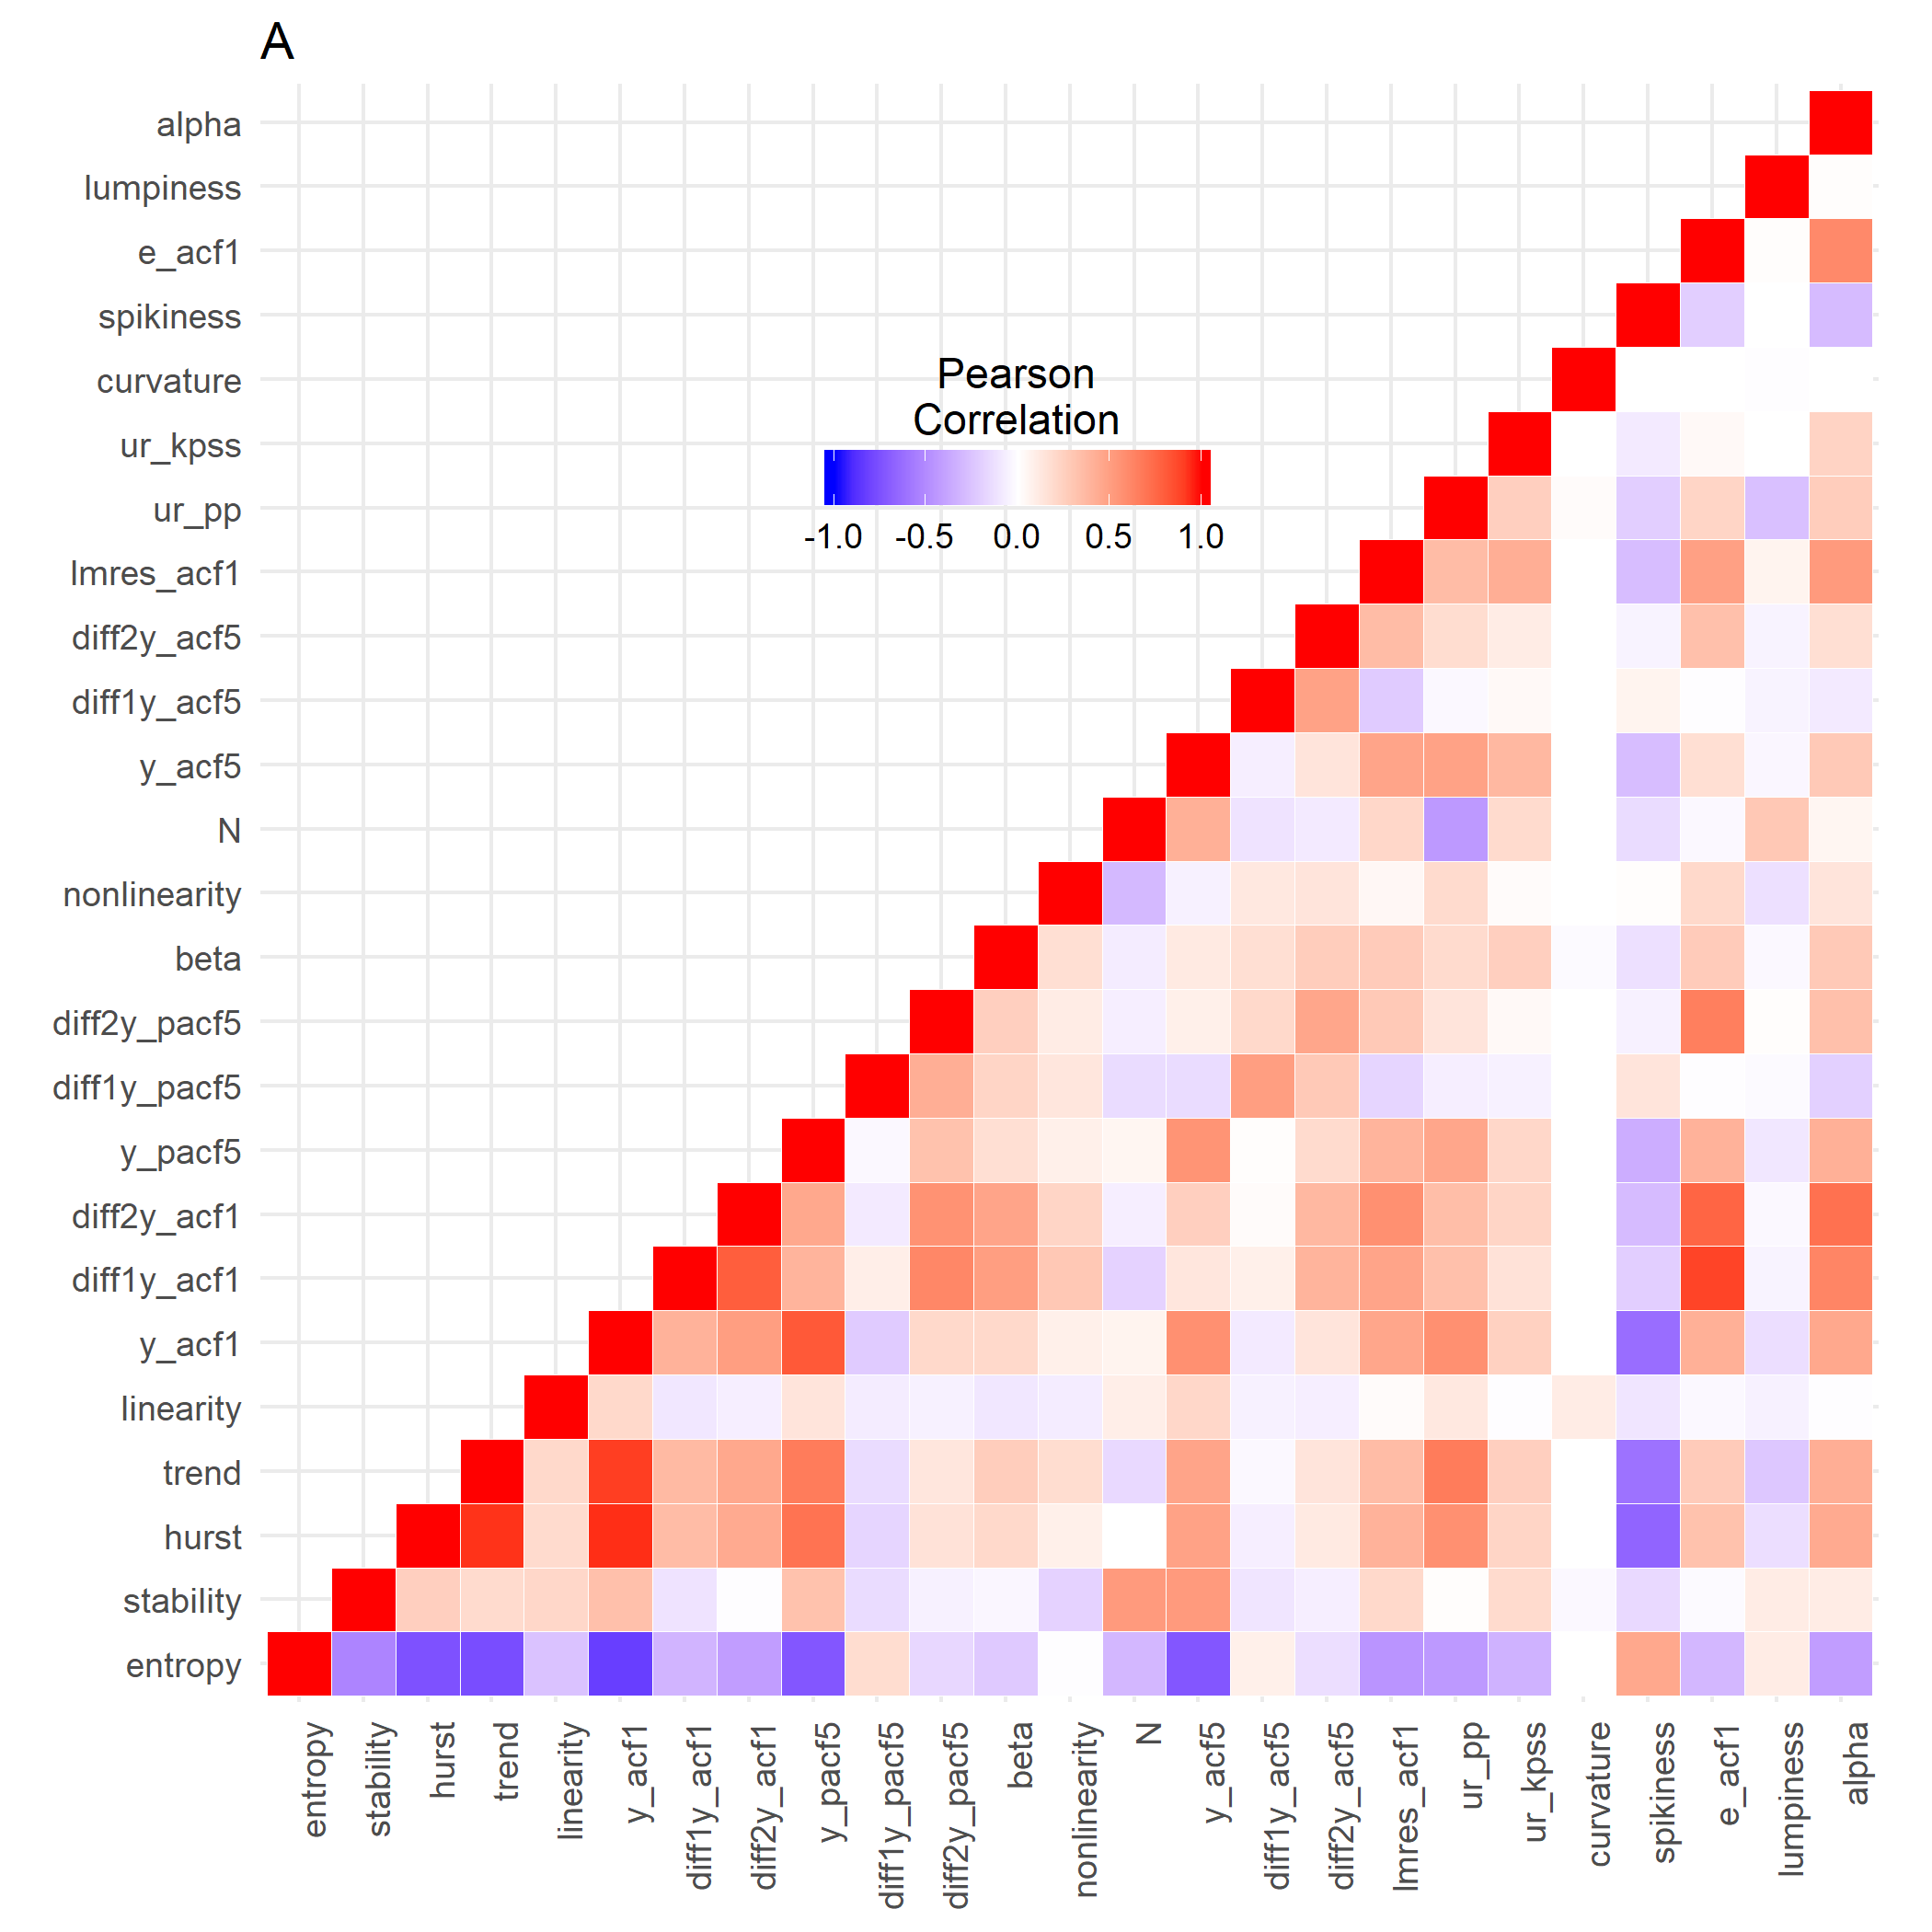 A
alpha
lumpiness
e_acf1
spikiness
curvature
Pearson
Correlation
ur_kpss
-1.0 -0.5 0.0 0.5 1.0
ur_pp
lmres_acf1
diff2y_acf5
diff1y_acf5
y_acf5
N
nonlinearity
beta
diff2y_pacf5
diff1y_pacf5
y_pacf5
diff2y_acf1
diff1y_acf1
y_acf1
linearity
trend
hurst
stability
entropy
entropy
stability
hurst
trend
linearity
y_acf1
diff1y_acf1
diff2y_acf1
y_pacf5
diff1y_pacf5
diff2y_pacf5
beta
nonlinearity
N
y_acf5
diff1y_acf5
diff2y_acf5
lmres_acf1
ur_pp
ur_kpss
curvature
spikiness
e_acf1
lumpiness
alpha